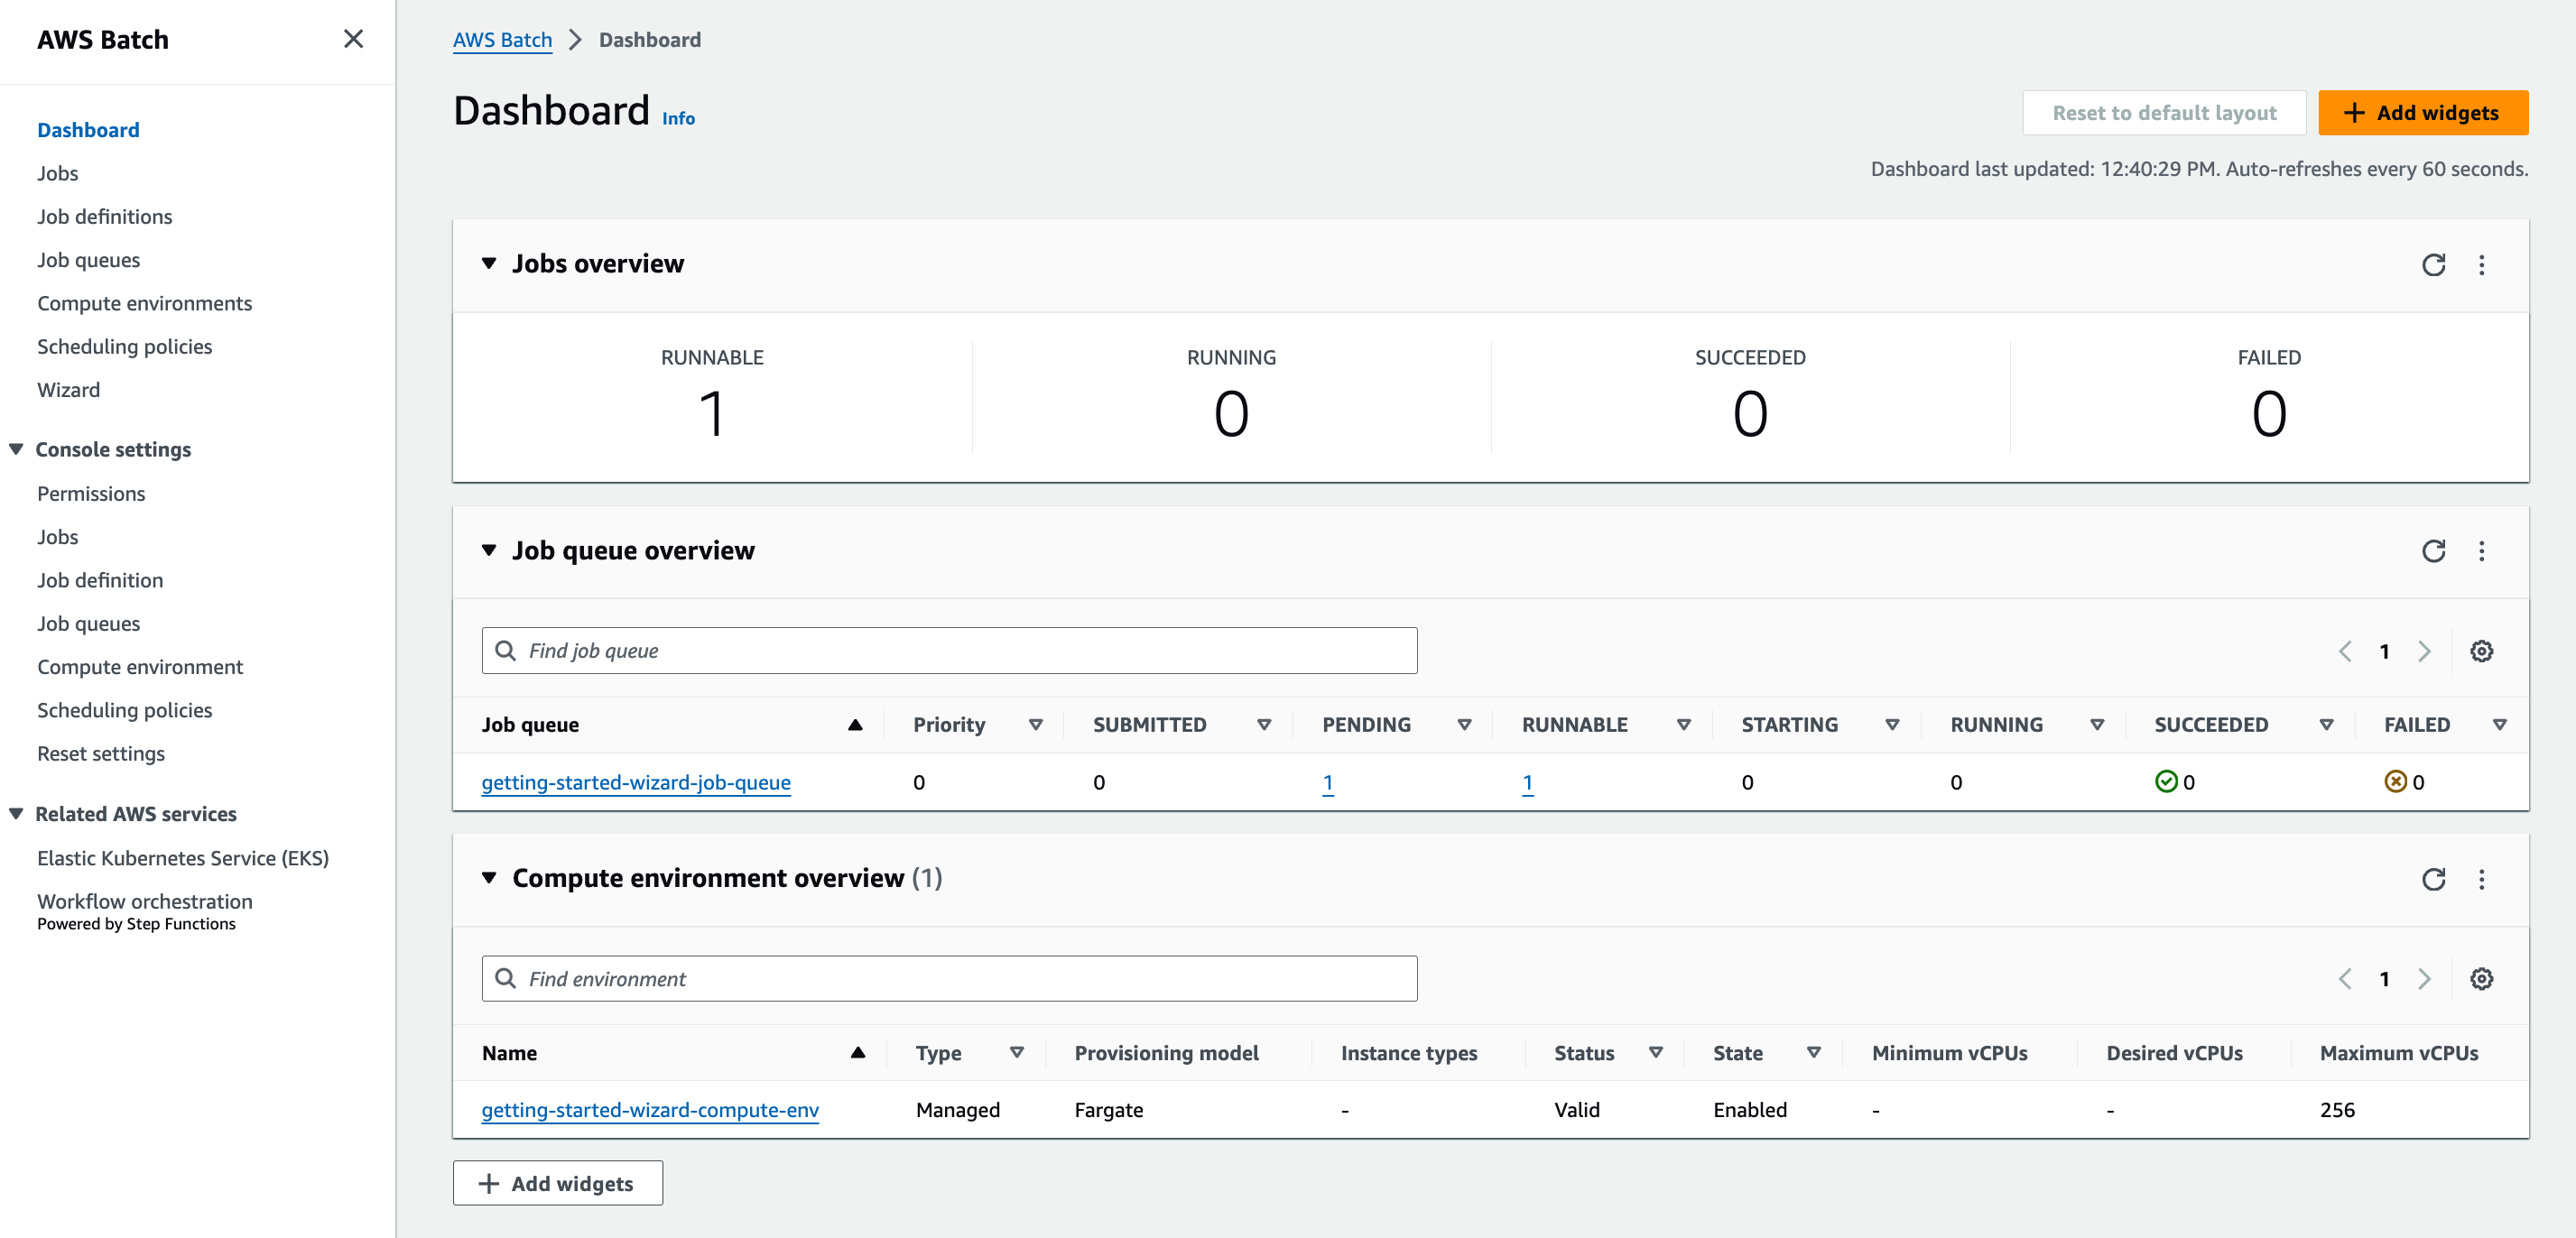 AWS Batch
Dashboard
Jobs
Job definitions
Job queues
Compute environments
Scheduling policies
Wizard
Console settings
Permissions
Jobs
Job definition
Job queues
Compute environment
Scheduling policies
Reset settings
Related AWS services
Elastic Kubernetes Service (EKS)
Workflow orchestration
Powered by Step Functions
AWS Batch > Dashboard
Dashboard Info
Reset to default layout
+ Add widgets
Dashboard last updated: 12:40:29 PM. Auto-refreshes every 60 seconds.
Jobs overview
RUNNABLE RUNNING SUCCEEDED FAILED
1 0 0 0
Job queue overview
Find job queue
1
Job queue Priority SUBMITTED PENDING RUNNABLE STARTING RUNNING SUCCEEDED FAILED
getting-started-wizard-job-queue 0 0 1 1 0 0 0 0
Compute environment overview (1)
Find environment
1
Name Type Provisioning model Instance types Status State Minimum vCPUs Desired vCPUs Maximum vCPUs
getting-started-wizard-compute-env Managed Fargate - Valid Enabled - - 256
+ Add widgets